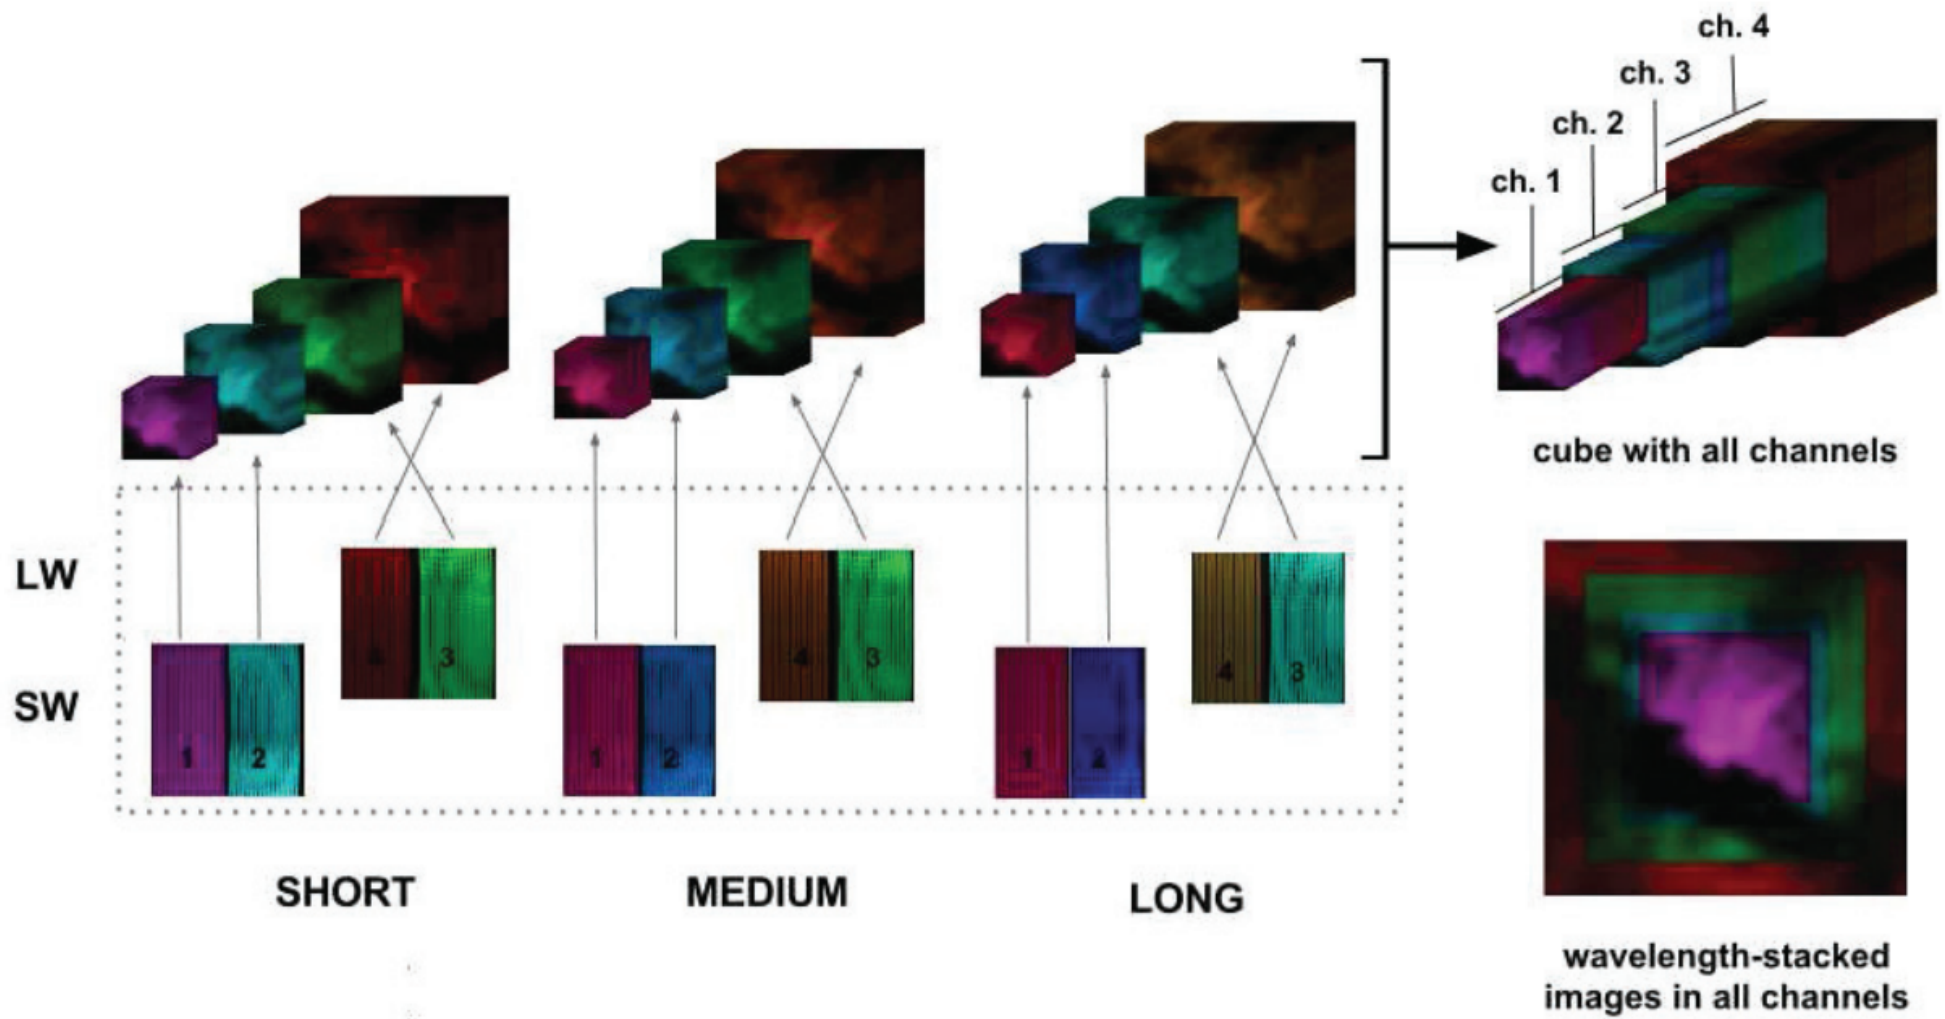 ch. 4
ch. 3
ch. 2
ch. 1
cube with all channels
LW
4 3
4 3
4 3
SW
1 2
1 2
1 2
SHORT
MEDIUM
LONG
wavelength-stacked
images in all channels